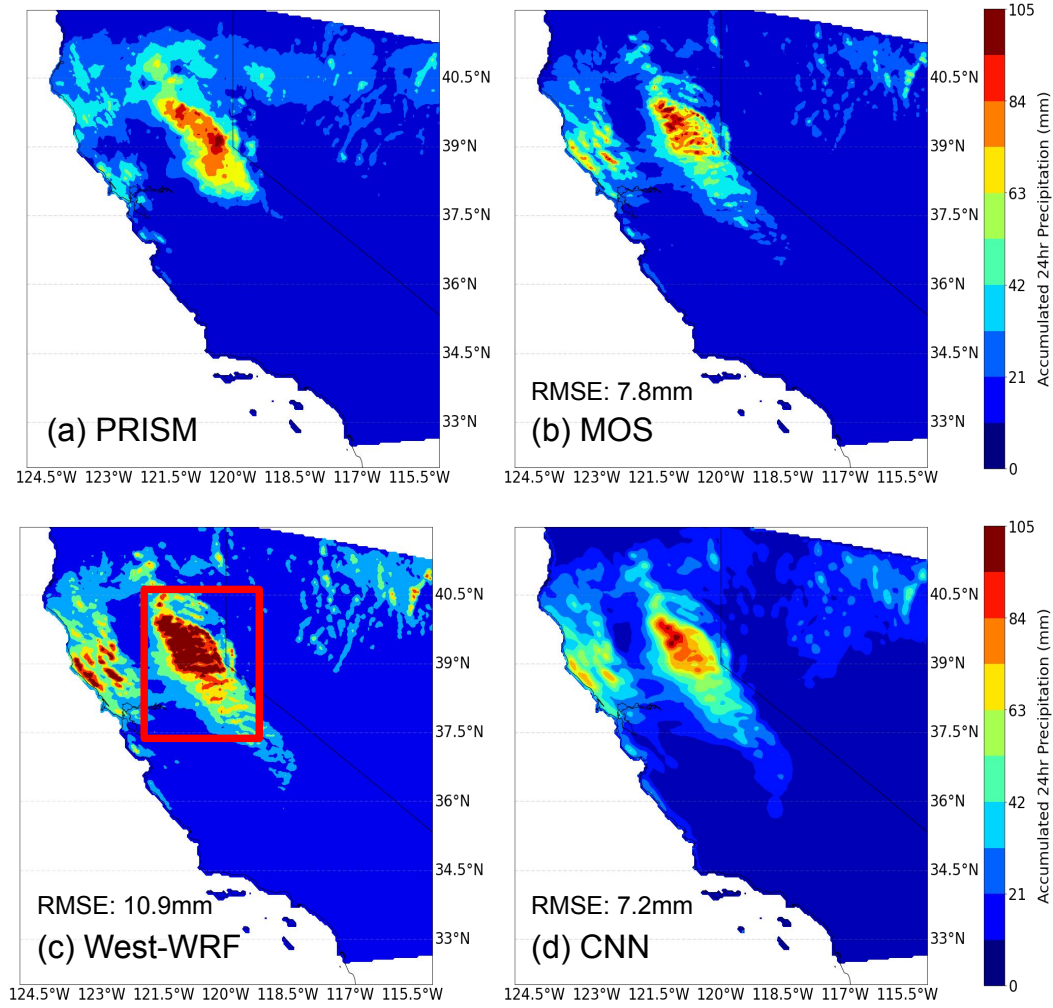 105
40.5°N
40.5°N
84
39°N
39°N
63
37.5°N
37.5°N
42
36°N
36°N
34.5°N
34.5°N
21
RMSE: 7.8mm
33°N
33°N
(a) PRISM
(b) MOS
0
124.5°W 123°W 121.5°W 120°W 118.5°W 117°W 115.5°W
124.5°W 123°W 121.5°W 120°W 118.5°W 117°W 115.5°W
Accumulated 24hr Precipitation (mm)
105
40.5°N
40.5°N
84
39°N
39°N
63
37.5°N
37.5°N
42
36°N
36°N
34.5°N
34.5°N
21
RMSE: 10.9mm
RMSE: 7.2mm
33°N
33°N
(c) West-WRF
(d) CNN
0
124.5°W 123°W 121.5°W 120°W 118.5°W 117°W 115.5°W
124.5°W 123°W 121.5°W 120°W 118.5°W 117°W 115.5°W
Accumulated 24hr Precipitation (mm)